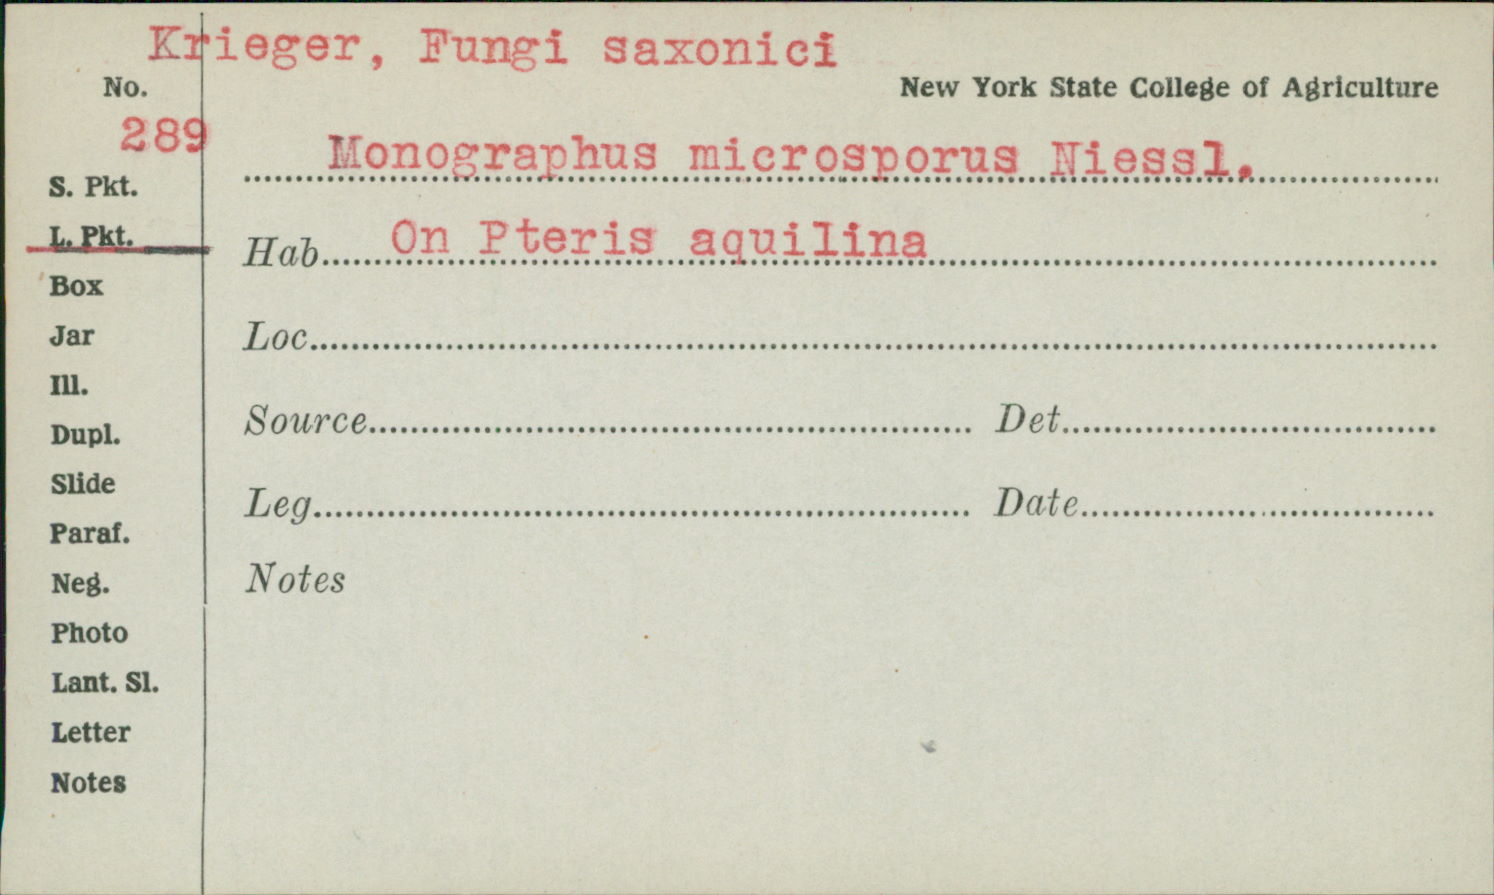 Krieger, Fungi saxonici
No.
New York State College of Agriculture
289
Monographus microsporus Niessl.
S. Pkt.
L. Pkt.
Hab. On Pteris aquilina
Box
Jar
Loc.
Ill.
Dupl.
Source Det.
Slide
Leg. Date
Paraf.
Neg.
Notes
Photo
Lant. Sl.
Letter
Notes